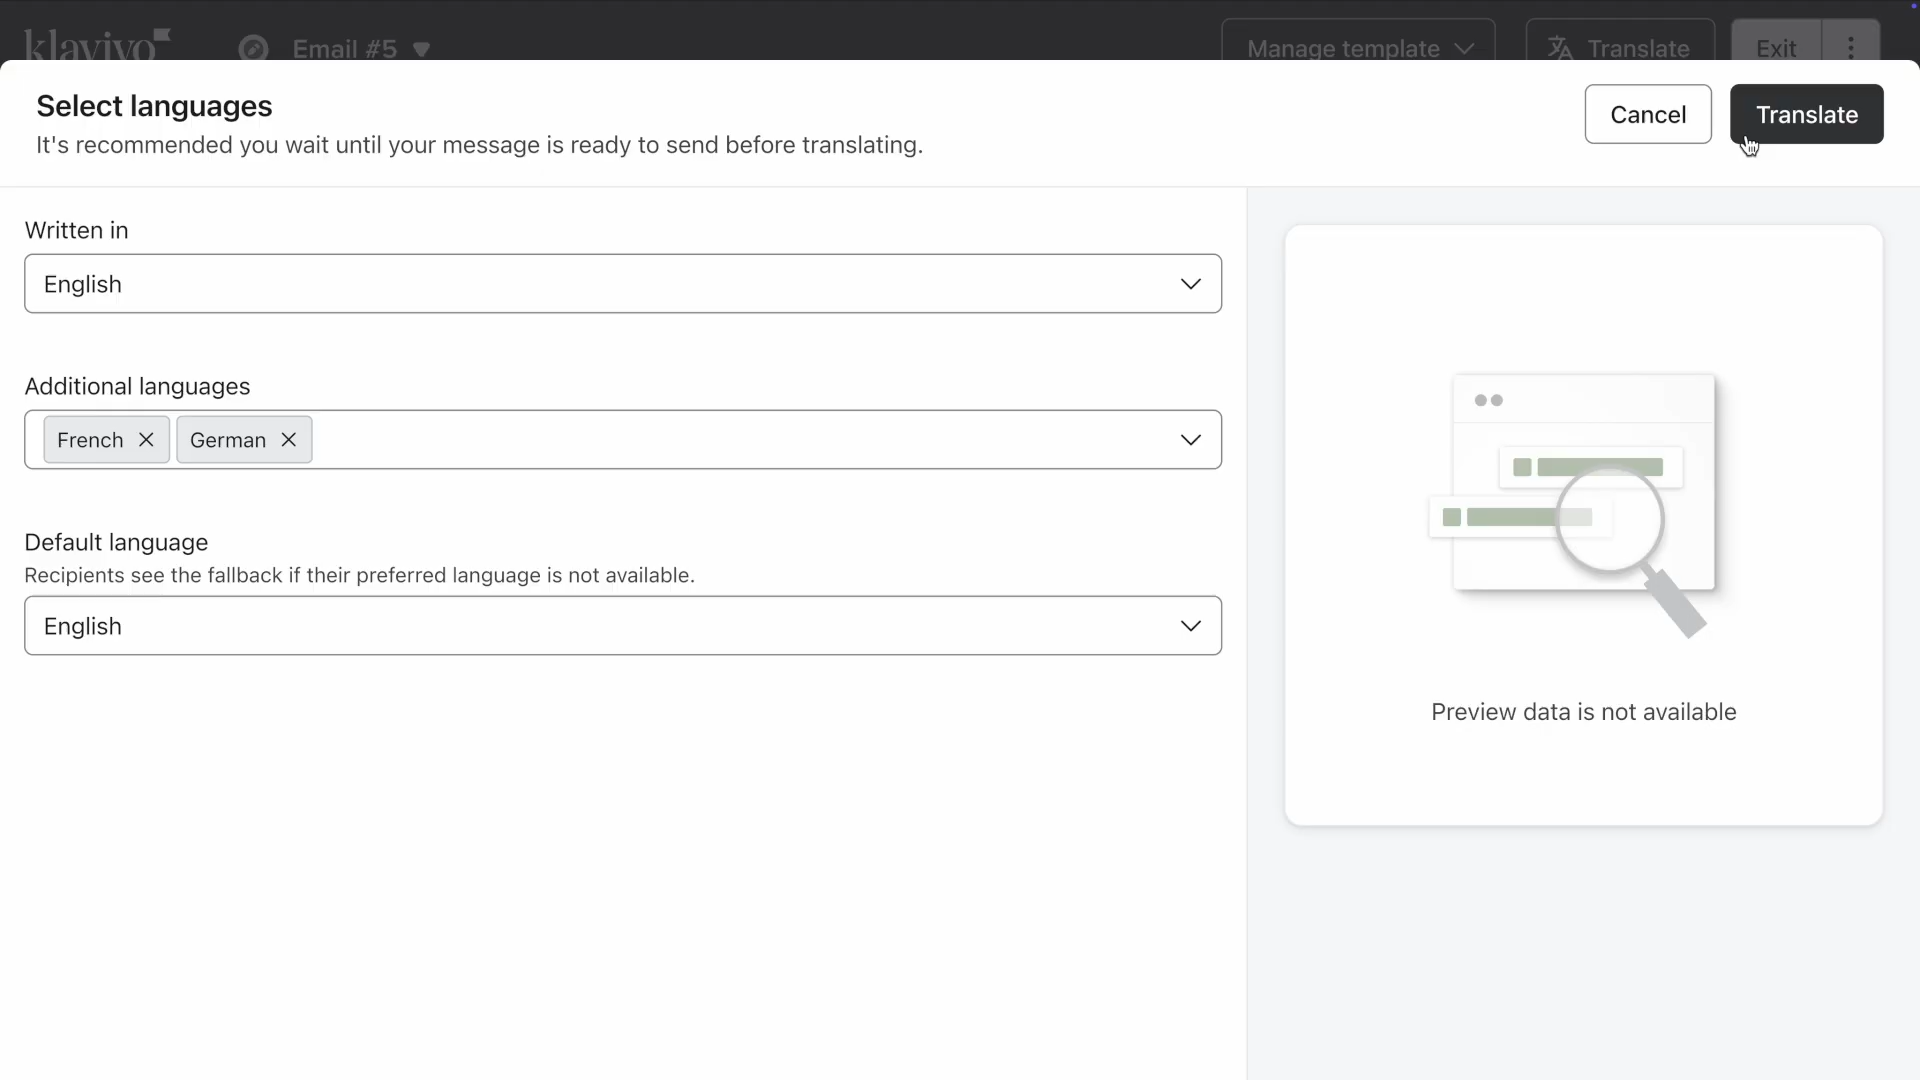 klaviyo
Email #5
Manage template
Translate
Exit
Select languages
It's recommended you wait until your message is ready to send before translating.
Cancel
Translate
Written in
English
Additional languages
French
German
Default language
Recipients see the fallback if their preferred language is not available.
English
Preview data is not available